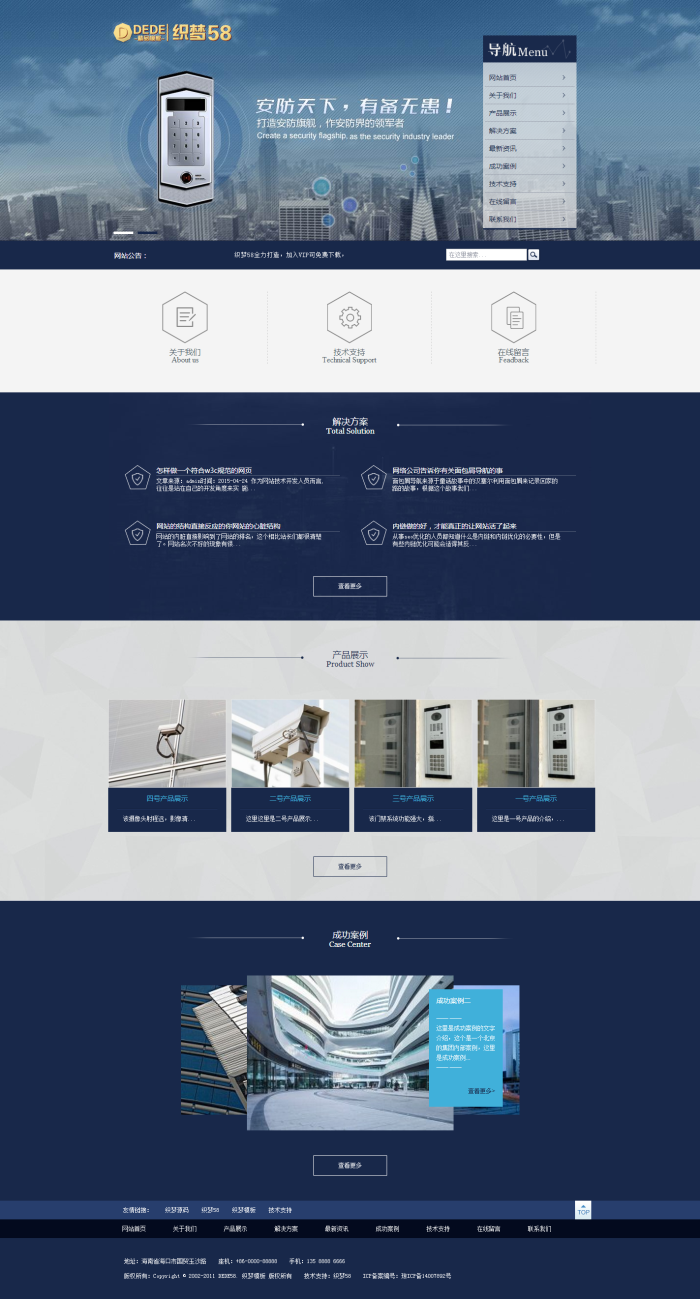 DEDE 织梦58
导航 Menu
网站首页
关于我们
产品展示
解决方案
最新资讯
成功案例
技术支持
在线留言
联系我们
安防天下,有备无患!
打造安防旗舰,作安防界的领军者
Create a security flagship, as the security industry leader
网站公告:
织梦58全力打造,加入VIP可免费下载,
在这里搜索...
关于我们
About us
技术支持
Technical Support
在线留言
Feadback
解决方案
Total Solution
怎样做一个符合w3c规范的网页
文章来源: admin时间: 2015-04-24 作为网站技术开发人员而言,
往往是站在自己的开发角度来实 施...
网络公司告诉你有关面包屑导航的事
面包屑导航来源于童话故事中的汉塞尔利用面包屑来记录回家的
路的故事,根据这个故事我们...
网站的结构直接反应的你网站的心脏结构
网站的内脏直接影响到了网站的排名,这个相比站长们都很清楚
了。网站名次不好的现象有很...
内链做的好,才能真正的让网站活了起来
从事seo优化的人员都知道什么是内链和内链优化的必要性,但是
有些内链优化可能会适得其反...
查看更多
产品展示
Product Show
四号产品展示
该摄像头射程远,影像清...
二号产品展示
这里这里是二号产品展示...
三号产品展示
该门禁系统功能强大,拨...
一号产品展示
这里是一号产品的介绍,...
查看更多
成功案例
Case Center
成功案例二
这里是成功案例的文字
介绍,这个是一个北京
的集团内部案例,这里
是成功案例...
查看更多>
查看更多
友情链接: 织梦源码 织梦58 织梦模板 技术支持
TOP
网站首页 关于我们 产品展示 解决方案 最新资讯 成功案例 技术支持 在线留言 联系我们
地址:海南省海口市国贸玉沙路 座机:+86-0000-88888 手机:135 8888 6666
版权所有:Copyright © 2002-2011 DEDE58. 织梦模板 版权所有 技术支持:织梦58 ICP备案编号:琼ICP备14007892号